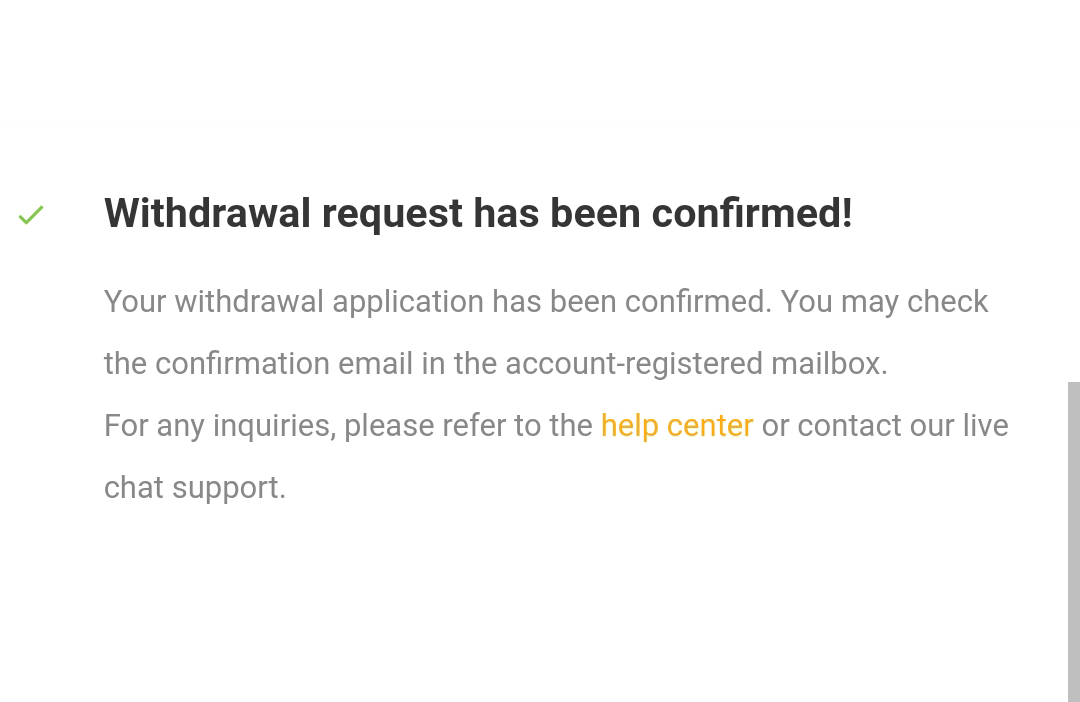 Withdrawal request has been confirmed!
Your withdrawal application has been confirmed. You may check
the confirmation email in the account-registered mailbox.
For any inquiries, please refer to the help center or contact our live
chat support.